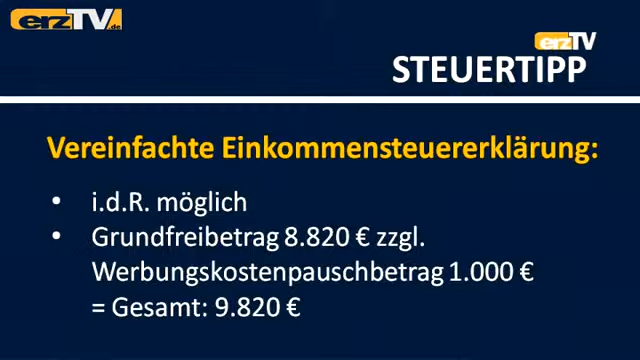 erzTV.de
erzTV
STEUERTIPP
Vereinfachte Einkommensteuererklärung:
• i.d.R. möglich
• Grundfreibetrag 8.820 € zzgl.
Werbungskostenpauschbetrag 1.000 €
= Gesamt: 9.820 €